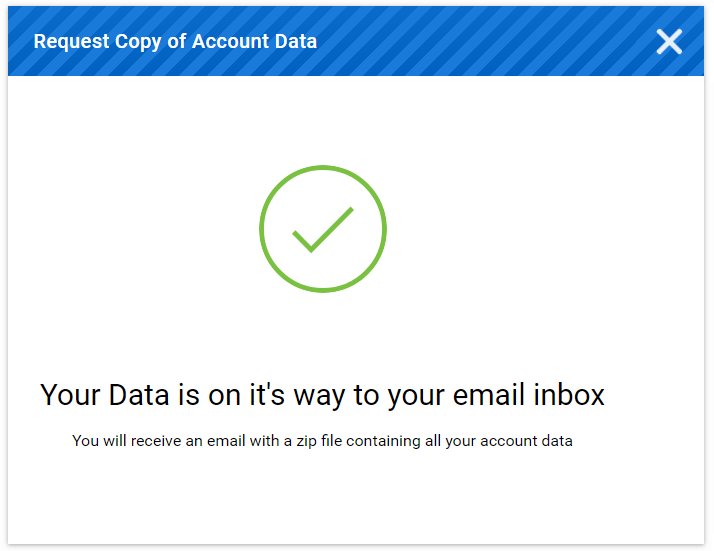 Request Copy of Account Data
Your Data is on it's way to your email inbox
You will receive an email with a zip file containing all your account data